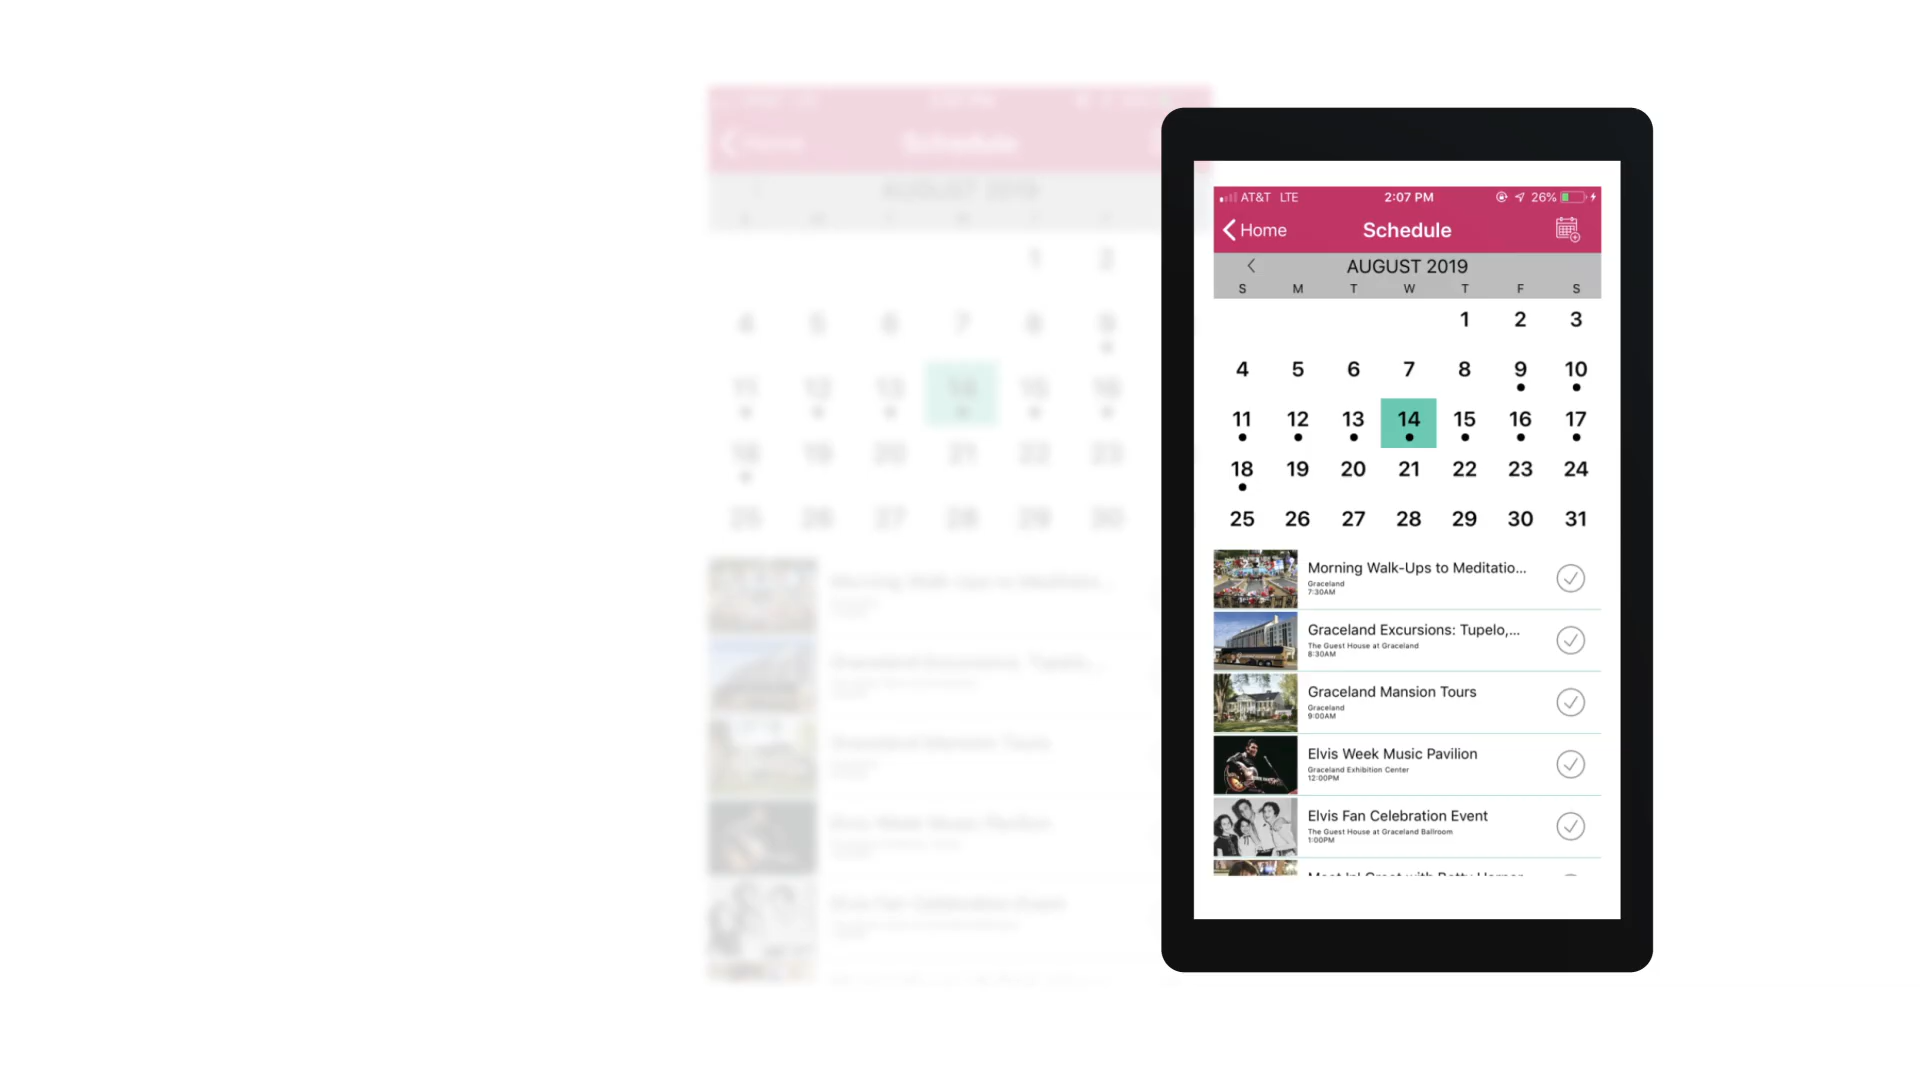 AT&T LTE 2:07 PM 26%
Home Schedule
AUGUST 2019
S M T W T F S
1 2 3
4 5 6 7 8 9 10
11 12 13 14 15 16 17
18 19 20 21 22 23 24
25 26 27 28 29 30 31
Morning Walk-Ups to Meditatio...
Graceland
7:30AM
Graceland Excursions: Tupelo,...
The Guest House at Graceland
8:30AM
Graceland Mansion Tours
Graceland
9:00AM
Elvis Week Music Pavilion
Graceland Exhibition Center
12:00PM
Elvis Fan Celebration Event
The Guest House at Graceland Ballroom
1:00PM